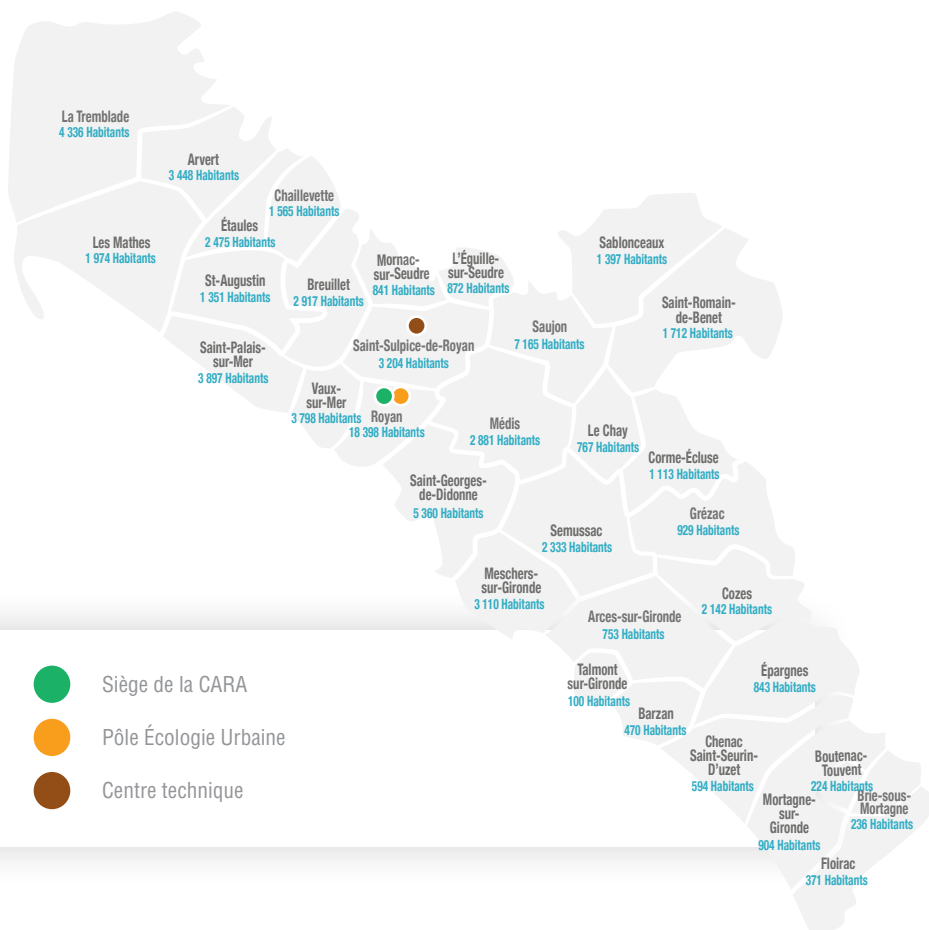 La Tremblade
4 336 Habitants
Arvert
3 448 Habitants
Chaillevette
1 565 Habitants
Étaules
2 475 Habitants
Les Mathes
1 974 Habitants
Mornac-
sur-Seudre
841 Habitants
L'Éguille-
sur-Seudre
872 Habitants
Sablonceaux
1 397 Habitants
St-Augustin
1 351 Habitants
Breuillet
2 917 Habitants
Saint-Romain-
de-Benet
1 712 Habitants
Saujon
7 165 Habitants
Saint-Sulpice-de-Royan
3 204 Habitants
Saint-Palais-
sur-Mer
3 897 Habitants
Vaux-
sur-Mer
3 798 Habitants
Royan
18 398 Habitants
Médis
2 881 Habitants
Le Chay
767 Habitants
Corme-Écluse
1 113 Habitants
Saint-Georges-
de-Didonne
5 360 Habitants
Grézac
929 Habitants
Semussac
2 333 Habitants
Meschers-
sur-Gironde
3 110 Habitants
Cozes
2 142 Habitants
Arces-sur-Gironde
753 Habitants
Talmont
sur-Gironde
100 Habitants
Épargnes
843 Habitants
Barzan
470 Habitants
Chenac
Saint-Seurin-
D'uzet
594 Habitants
Boutenac-
Touvent
224 Habitants
Brie-sous-
Mortagne
236 Habitants
Mortagne-
sur-
Gironde
904 Habitants
Floirac
371 Habitants
Siège de la CARA
Pôle Écologie Urbaine
Centre technique